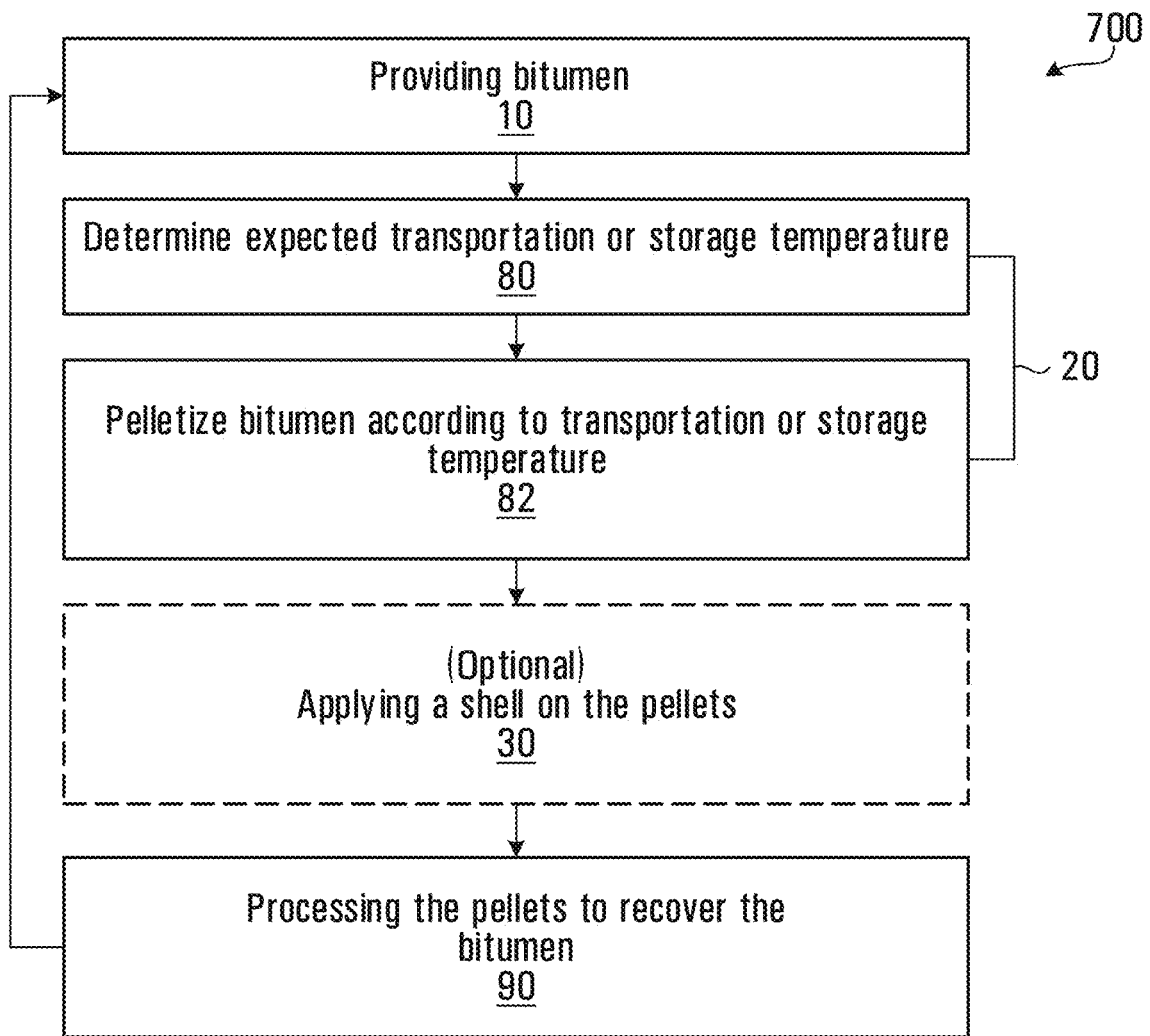 700
Providing bitumen
10
Determine expected transportation or storage temperature
80
20
Pelletize bitumen according to transportation or storage
temperature
82
(Optional)
Applying a shell on the pellets
30
Processing the pellets to recover the
bitumen
90